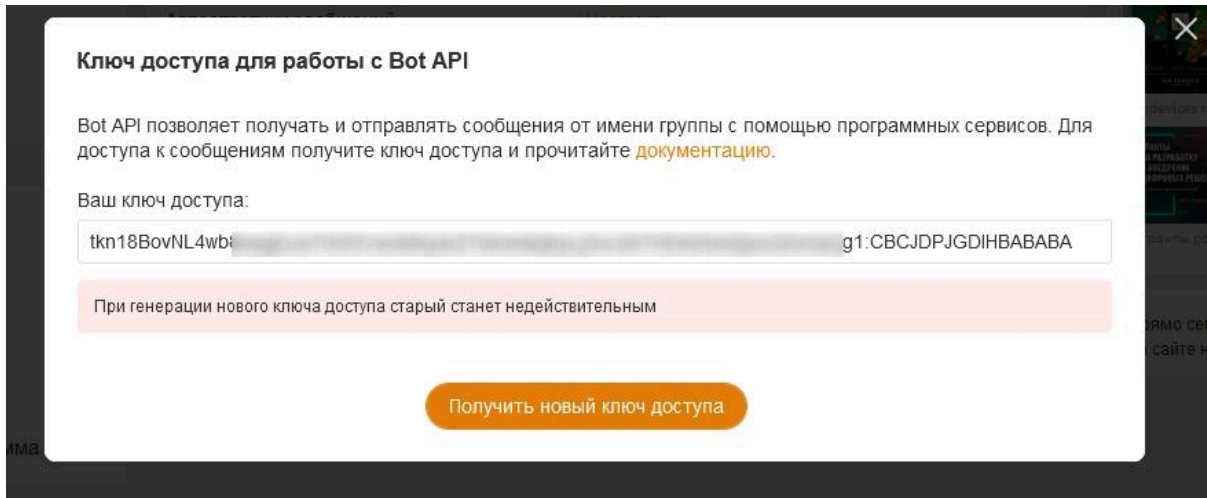 Ключ доступа для работы с Bot API
Bot API позволяет получать и отправлять сообщения от имени группы с помощью программных сервисов. Для
доступа к сообщениям получите ключ доступа и прочитайте документацию.
Ваш ключ доступа:
tkn18BovNL4wb g1:CBCJDPJGDIHBABABA
При генерации нового ключа доступа старый станет недействительным
Получить новый ключ доступа